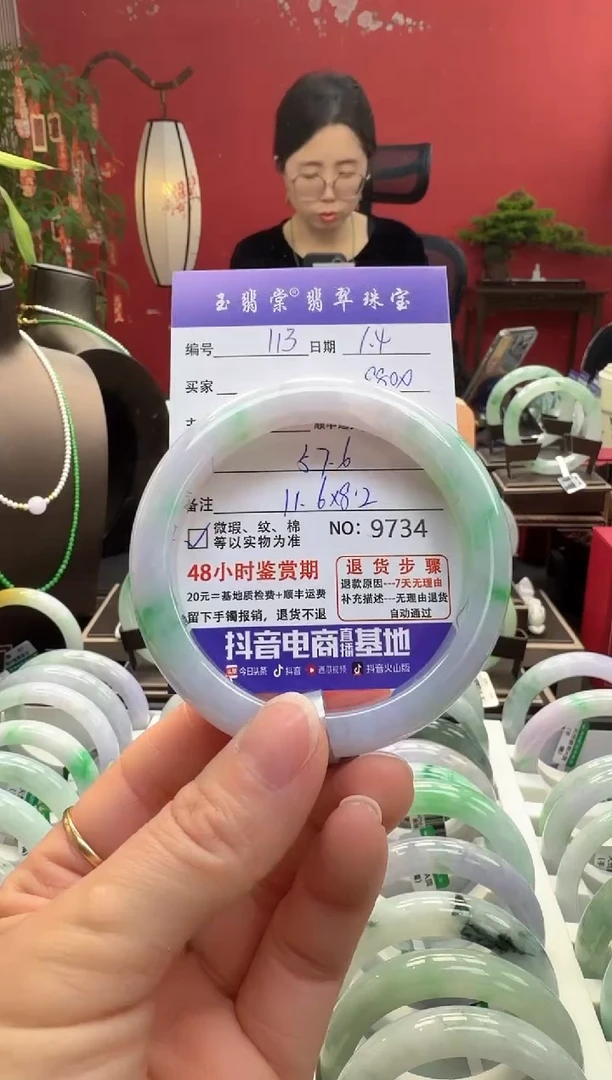 玉翡棠®翡翠珠宝
编号 113 日期 1.4
买家
57.6
备注 11.6x8.2
微瑕、纹、棉
等以实物为准
NO: 9734
48小时鉴赏期
20元=基地质检费+顺丰运费
留下手镯报销，退货不退
退货步骤
退款原因---7天无理由
补充描述---无理由退货
自动通过
抖音电商直播基地
今日头条 抖音 西瓜视频 抖音火山版